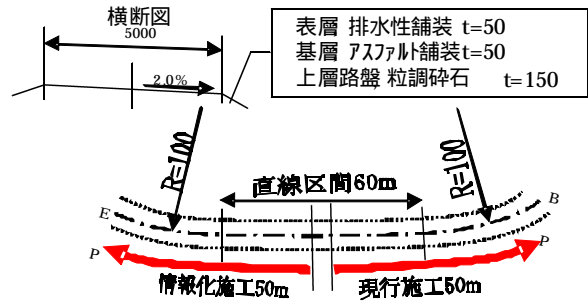 横断図
5000
2.0%
表層 排水性舗装 t=50
基層 アスファルト舗装t=50
上層路盤 粒調砕石 t=150
R=100
R=100
直線区間60m
E
B
P
P
情報化施工50m
現行施工50m